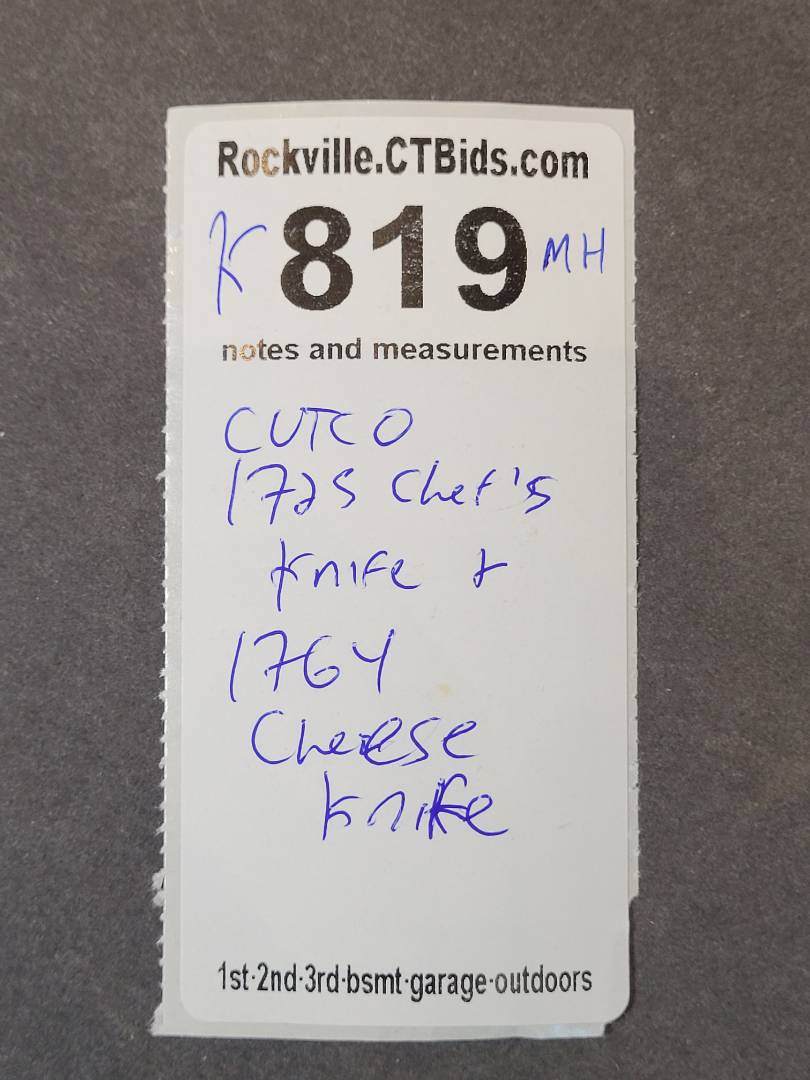 Rockville.CTBids.com
K 819 MH
notes and measurements
CUTCO
1725 Chef's
Knife +
1764
Cheese
Knife
1st·2nd·3rd·bsmt·garage·outdoors